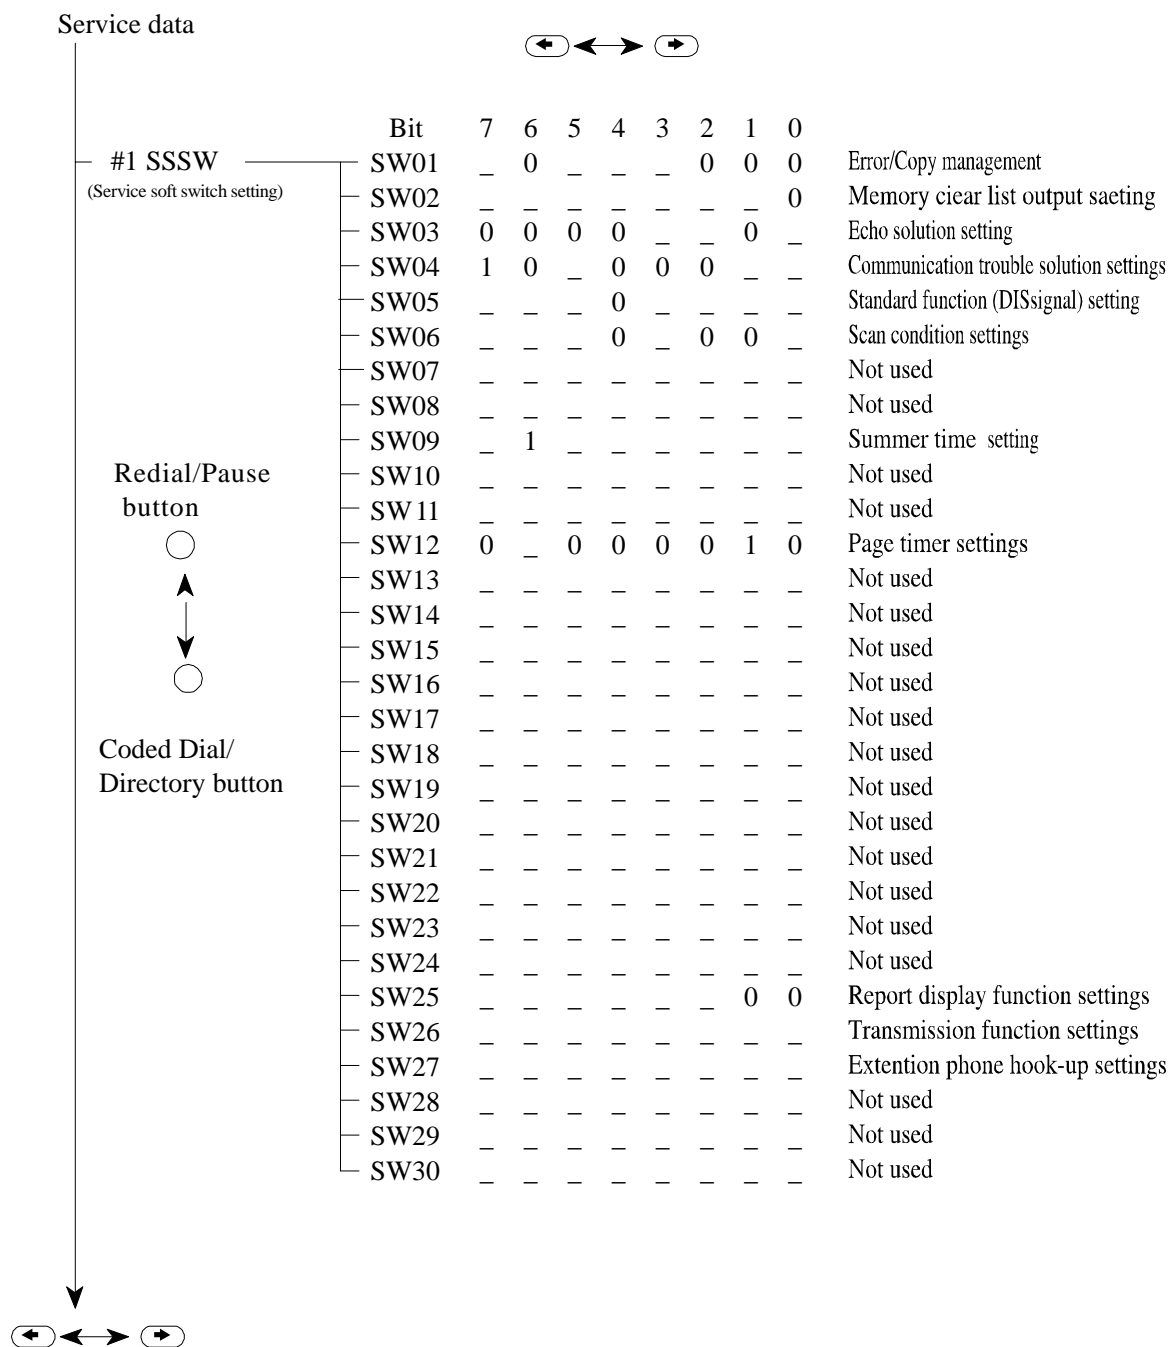 Service data
Bit 7 6 5 4 3 2 1 0
#1 SSSW SW01 _ 0 _ _ _ 0 0 0 Error/Copy management
(Service soft switch setting) SW02 _ _ _ _ _ _ _ 0 Memory ciear list output saeting
SW03 0 0 0 0 _ _ 0 _ Echo solution setting
SW04 1 0 _ 0 0 0 _ _ Communication trouble solution settings
SW05 _ _ _ 0 _ _ _ _ Standard function (DISsignal) setting
SW06 _ _ _ 0 _ 0 0 _ Scan condition settings
SW07 _ _ _ _ _ _ _ _ Not used
SW08 _ _ _ _ _ _ _ _ Not used
SW09 _ 1 _ _ _ _ _ _ Summer time setting
Redial/Pause SW10 _ _ _ _ _ _ _ _ Not used
button SW11 _ _ _ _ _ _ _ _ Not used
SW12 0 _ 0 0 0 0 1 0 Page timer settings
SW13 _ _ _ _ _ _ _ _ Not used
SW14 _ _ _ _ _ _ _ _ Not used
SW15 _ _ _ _ _ _ _ _ Not used
SW16 _ _ _ _ _ _ _ _ Not used
SW17 _ _ _ _ _ _ _ _ Not used
Coded Dial/ SW18 _ _ _ _ _ _ _ _ Not used
Directory button SW19 _ _ _ _ _ _ _ _ Not used
SW20 _ _ _ _ _ _ _ _ Not used
SW21 _ _ _ _ _ _ _ _ Not used
SW22 _ _ _ _ _ _ _ _ Not used
SW23 _ _ _ _ _ _ _ _ Not used
SW24 _ _ _ _ _ _ _ _ Not used
SW25 _ _ _ _ _ _ 0 0 Report display function settings
SW26 _ _ _ _ _ _ _ _ Transmission function settings
SW27 _ _ _ _ _ _ _ _ Extention phone hook-up settings
SW28 _ _ _ _ _ _ _ _ Not used
SW29 _ _ _ _ _ _ _ _ Not used
SW30 _ _ _ _ _ _ _ _ Not used